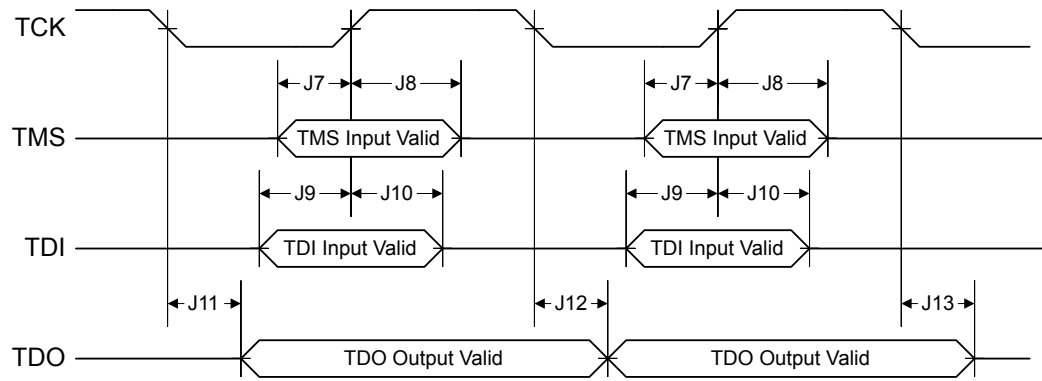 TCK
J7 J8 J7 J8
TMS TMS Input Valid TMS Input Valid
J9 J10 J9 J10
TDI TDI Input Valid TDI Input Valid
J11 J12 J13
TDO TDO Output Valid TDO Output Valid